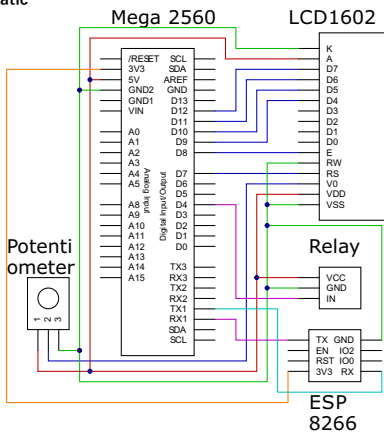 atic
Mega 2560
LCD1602
/RESET
3V3
5V
GND2
GND1
VIN
A0
A1
A2
A3
A4
A5
A8
A9
A10
A11
A12
A13
A14
A15
Analog Input
Digital Input/Output
SCL
SDA
AREF
GND
D13
D12
D11
D10
D9
D8
D7
D6
D5
D4
D3
D2
D1
D0
TX3
RX3
TX2
RX2
TX1
RX1
SDA
SCL
K
A
D7
D6
D5
D4
D3
D2
D1
D0
E
RW
RS
V0
VDD
VSS
Potenti
ometer
1
2
3
Relay
VCC
GND
IN
TX GND
EN IO2
RST IO0
3V3 RX
ESP
8266